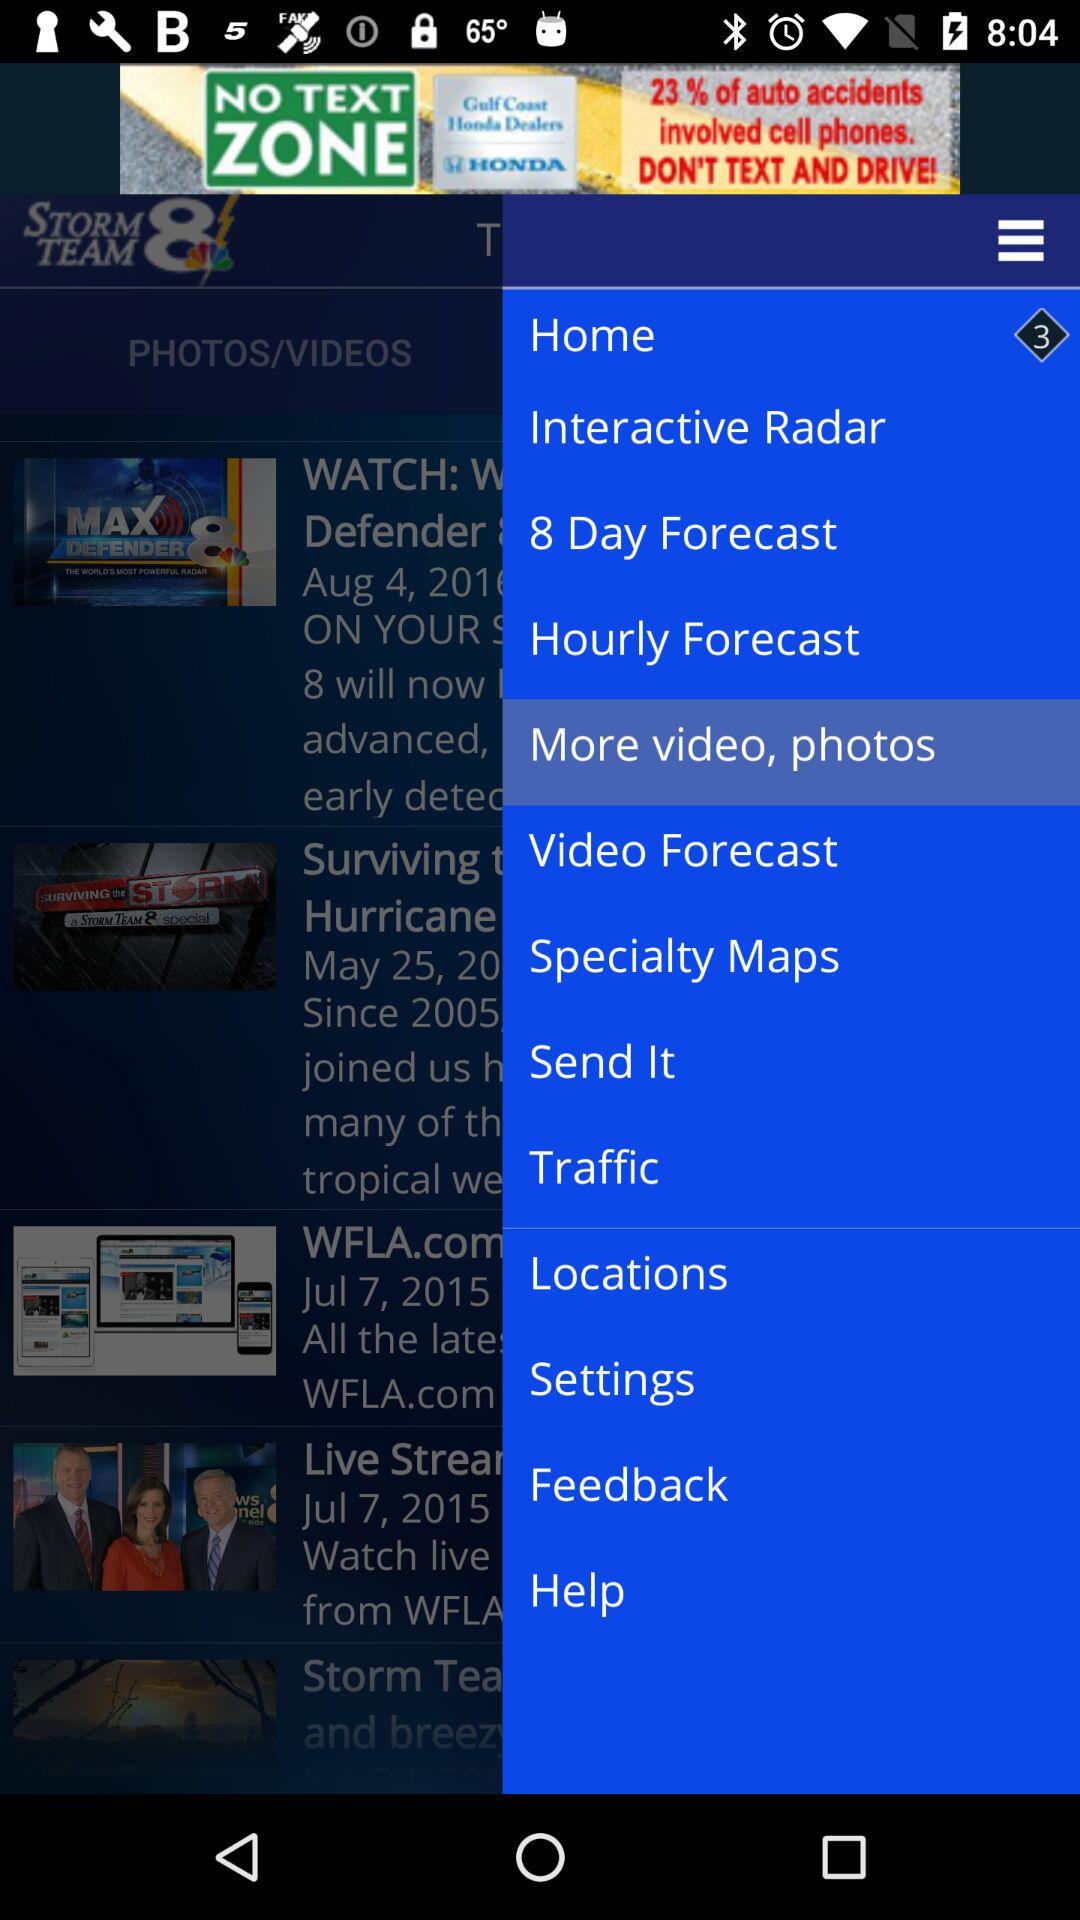 B 5 FAKE 65° 8:04
NO TEXT ZONE
Gulf Coast
Honda Dealers
HONDA
23 % of auto accidents
involved cell phones.
DON'T TEXT AND DRIVE!
STORM TEAM 8
T
PHOTOS/VIDEOS
Home 3
Interactive Radar
8 Day Forecast
Hourly Forecast
More video, photos
Video Forecast
Specialty Maps
Send It
Traffic
Locations
Settings
Feedback
Help
MAX
DEFENDER 8
THE WORLD'S MOST POWERFUL RADAR
WATCH: W
Defender 8
Aug 4, 2016
ON YOUR S
8 will now
advanced,
early detec
SURVIVING the STORM
a STORM TEAM 8 special
Surviving t
Hurricane
May 25, 20
Since 2005,
joined us h
many of th
tropical we
WFLA.com
Jul 7, 2015
All the lates
WFLA.com
Live Strear
Jul 7, 2015
Watch live
from WFLA
Storm Tea
and breezy